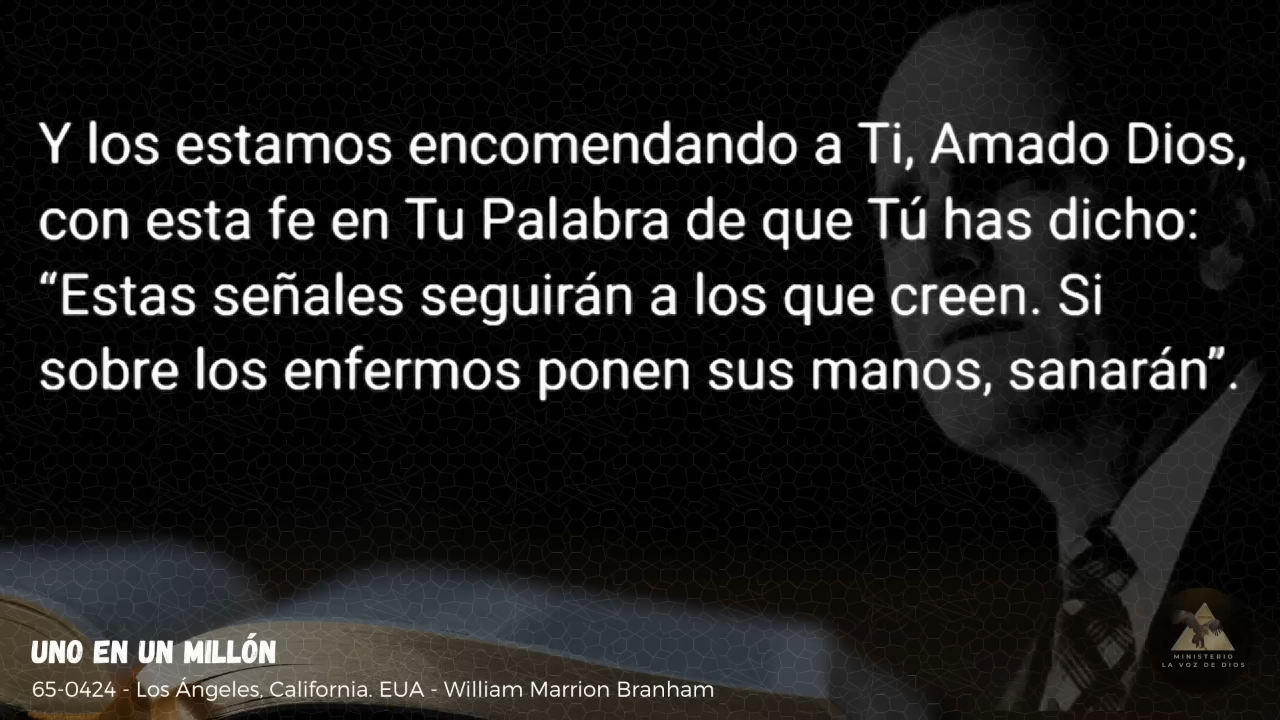 Y los estamos encomendando a Ti, Amado Dios,
con esta fe en Tu Palabra de que Tú has dicho:
“Estas señales seguirán a los que creen. Si
sobre los enfermos ponen sus manos, sanarán”.
UNO EN UN MILLÓN
65-0424 - Los Ángeles, California. EUA - William Marrion Branham
MINISTERIO
LA VOZ DE DIOS